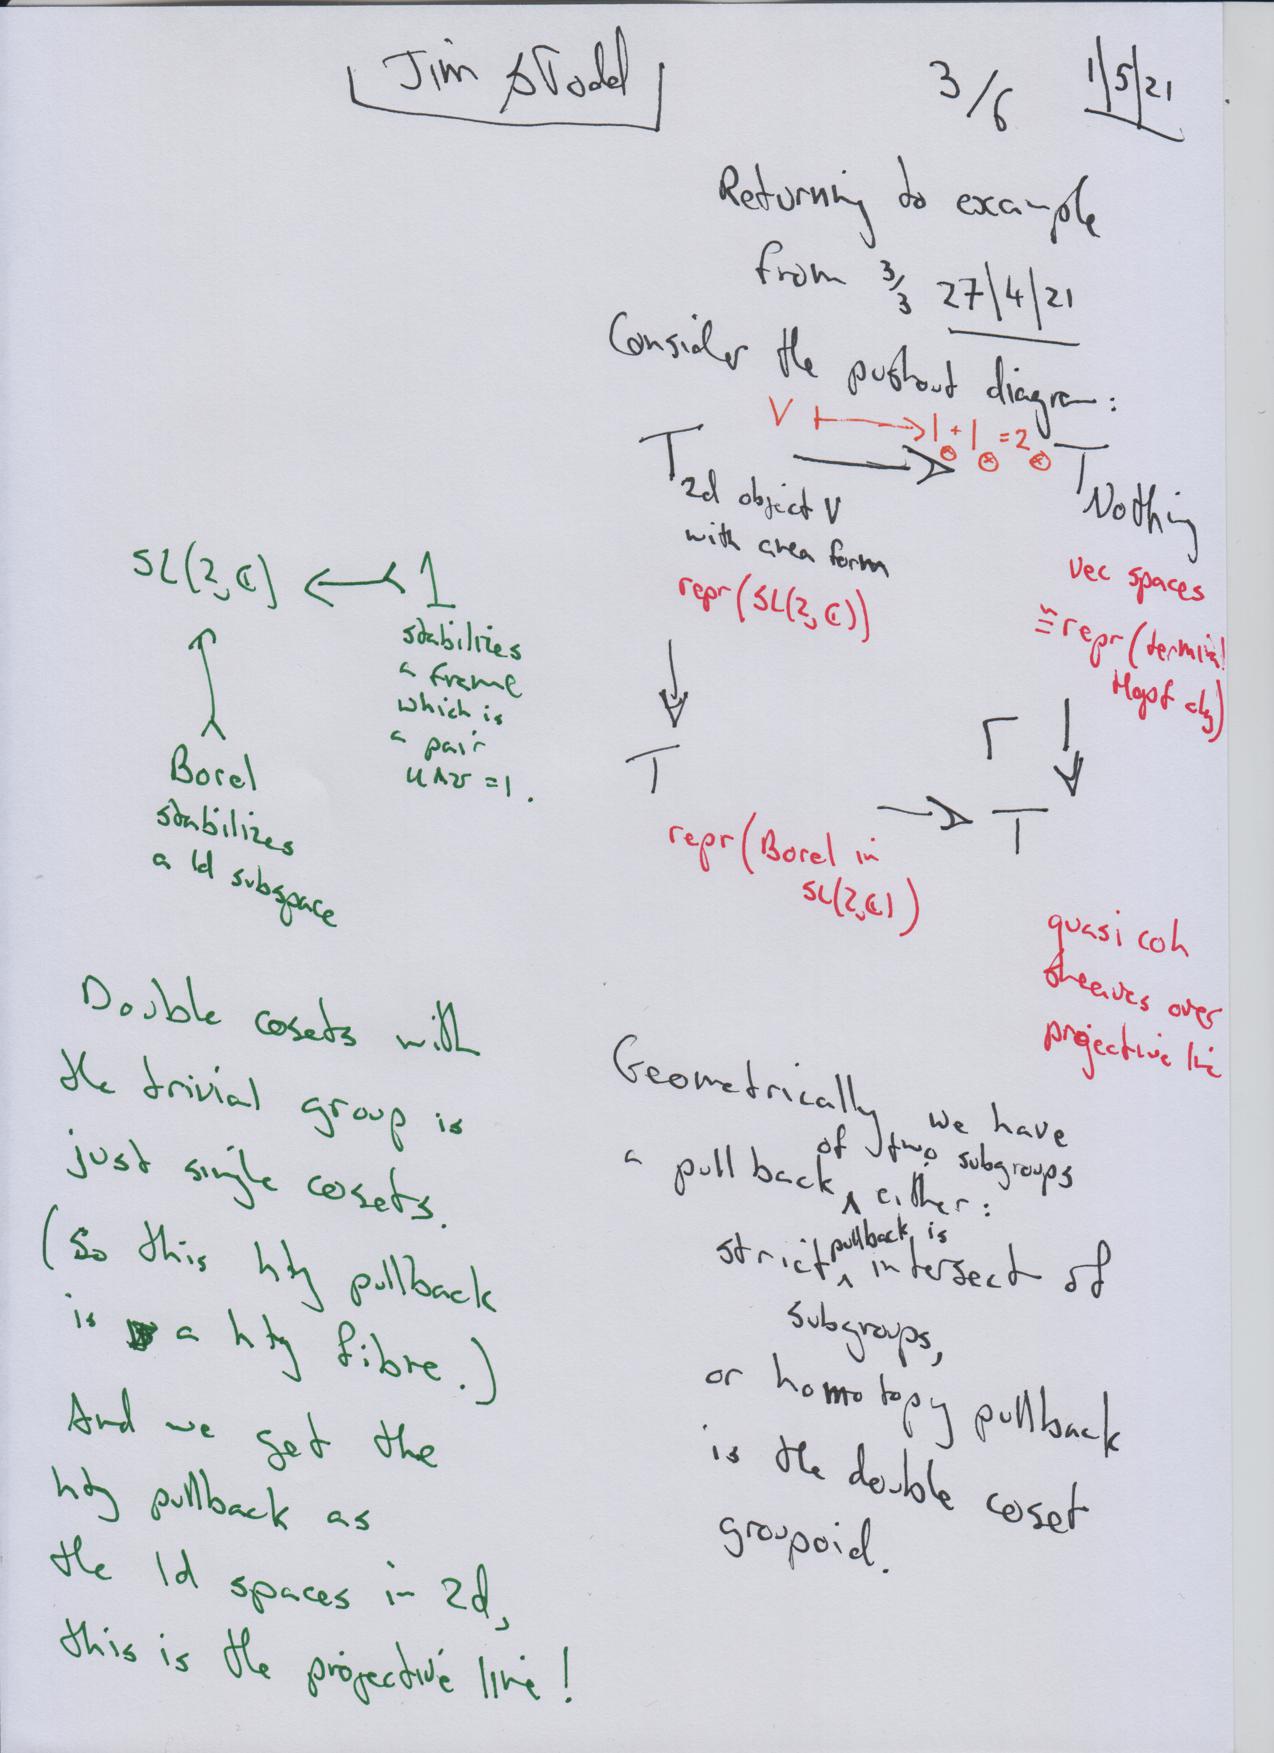 Jim &Todd
3/6
1/5/21
Returning to example
from 3/3 27/4/21
Consider the pushout diagram:
V ↦ 1⊗ + 1⊗ = 2⊗
T 2d object V with area form
T Nothing
repr(SL(2,ℂ))
vec spaces
≅ repr(terminal
Hopf alg)
T
T
repr(Borel in
SL(2,ℂ))
quasi coh
sheaves over
projective line
SL(2,ℂ) ← 1
stabilizes
a frame
which is
a pair
u∧v = 1.
Borel
stabilizes
a 1d subspace
Geometrically we have
a pullback of two subgroups either:
strict pullback is intersect of
subgroups,
or homotopy pullback
is the double coset
groupoid.
Double cosets with
the trivial group is
just single cosets.
(So this hty pullback
is a hty fibre.)
And we get the
hty pullback as
the 1d spaces in 2d,
this is the projective line!